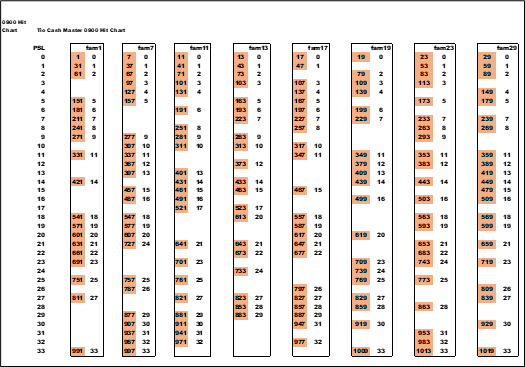 0900 Hit
Chart Tio Cash Master 0900 Hit Chart
PSL fam1 fam7 fam11 fam13 fam17 fam19 fam23 fam29
0 1 0 7 0 11 0 13 0 17 0 19 0 23 0 29 0
1 31 1 37 1 41 1 43 1 47 1 53 1 59 1
2 61 2 67 2 71 2 73 2 79 2 83 2 89 2
3 97 3 101 3 103 3 107 3 109 3 113 3
4 127 4 131 4 137 4 139 4 149 4
5 151 5 157 5 163 5 167 5 173 5 179 5
6 181 6 191 6 193 6 197 6 199 6
7 211 7 223 7 227 7 229 7 233 7 239 7
8 241 8 251 8 257 8 263 8 269 8
9 271 9 277 9 281 9 283 9 293 9
10 307 10 311 10 313 10 317 10
11 331 11 337 11 347 11 349 11 353 11 359 11
12 367 12 373 12 379 12 383 12 389 12
13 397 13 401 13 409 13 419 13
14 421 14 431 14 433 14 439 14 443 14 449 14
15 457 15 461 15 463 15 467 15 479 15
16 487 16 491 16 499 16 503 16 509 16
17 521 17 523 17
18 541 18 547 18 613 20 557 18 563 18 569 18
19 571 19 577 19 587 19 593 19 599 19
20 601 20 607 20 617 20 619 20
21 631 21 727 24 641 21 643 21 647 21 653 21 659 21
22 661 22 673 22 677 22 683 22
23 691 23 701 23 709 23 743 24 719 23
24 733 24 739 24
25 751 25 757 25 761 25 769 25 773 25
26 787 26 797 26 809 26
27 811 27 821 27 823 27 827 27 829 27 839 27
28 853 28 857 28 859 28 863 28
29 877 29 881 29 883 29 887 29
30 907 30 911 30 919 30 929 30
31 937 31 941 31 947 31 953 31
32 967 32 971 32 977 32 983 32
33 991 33 997 33 1009 33 1013 33 1019 33